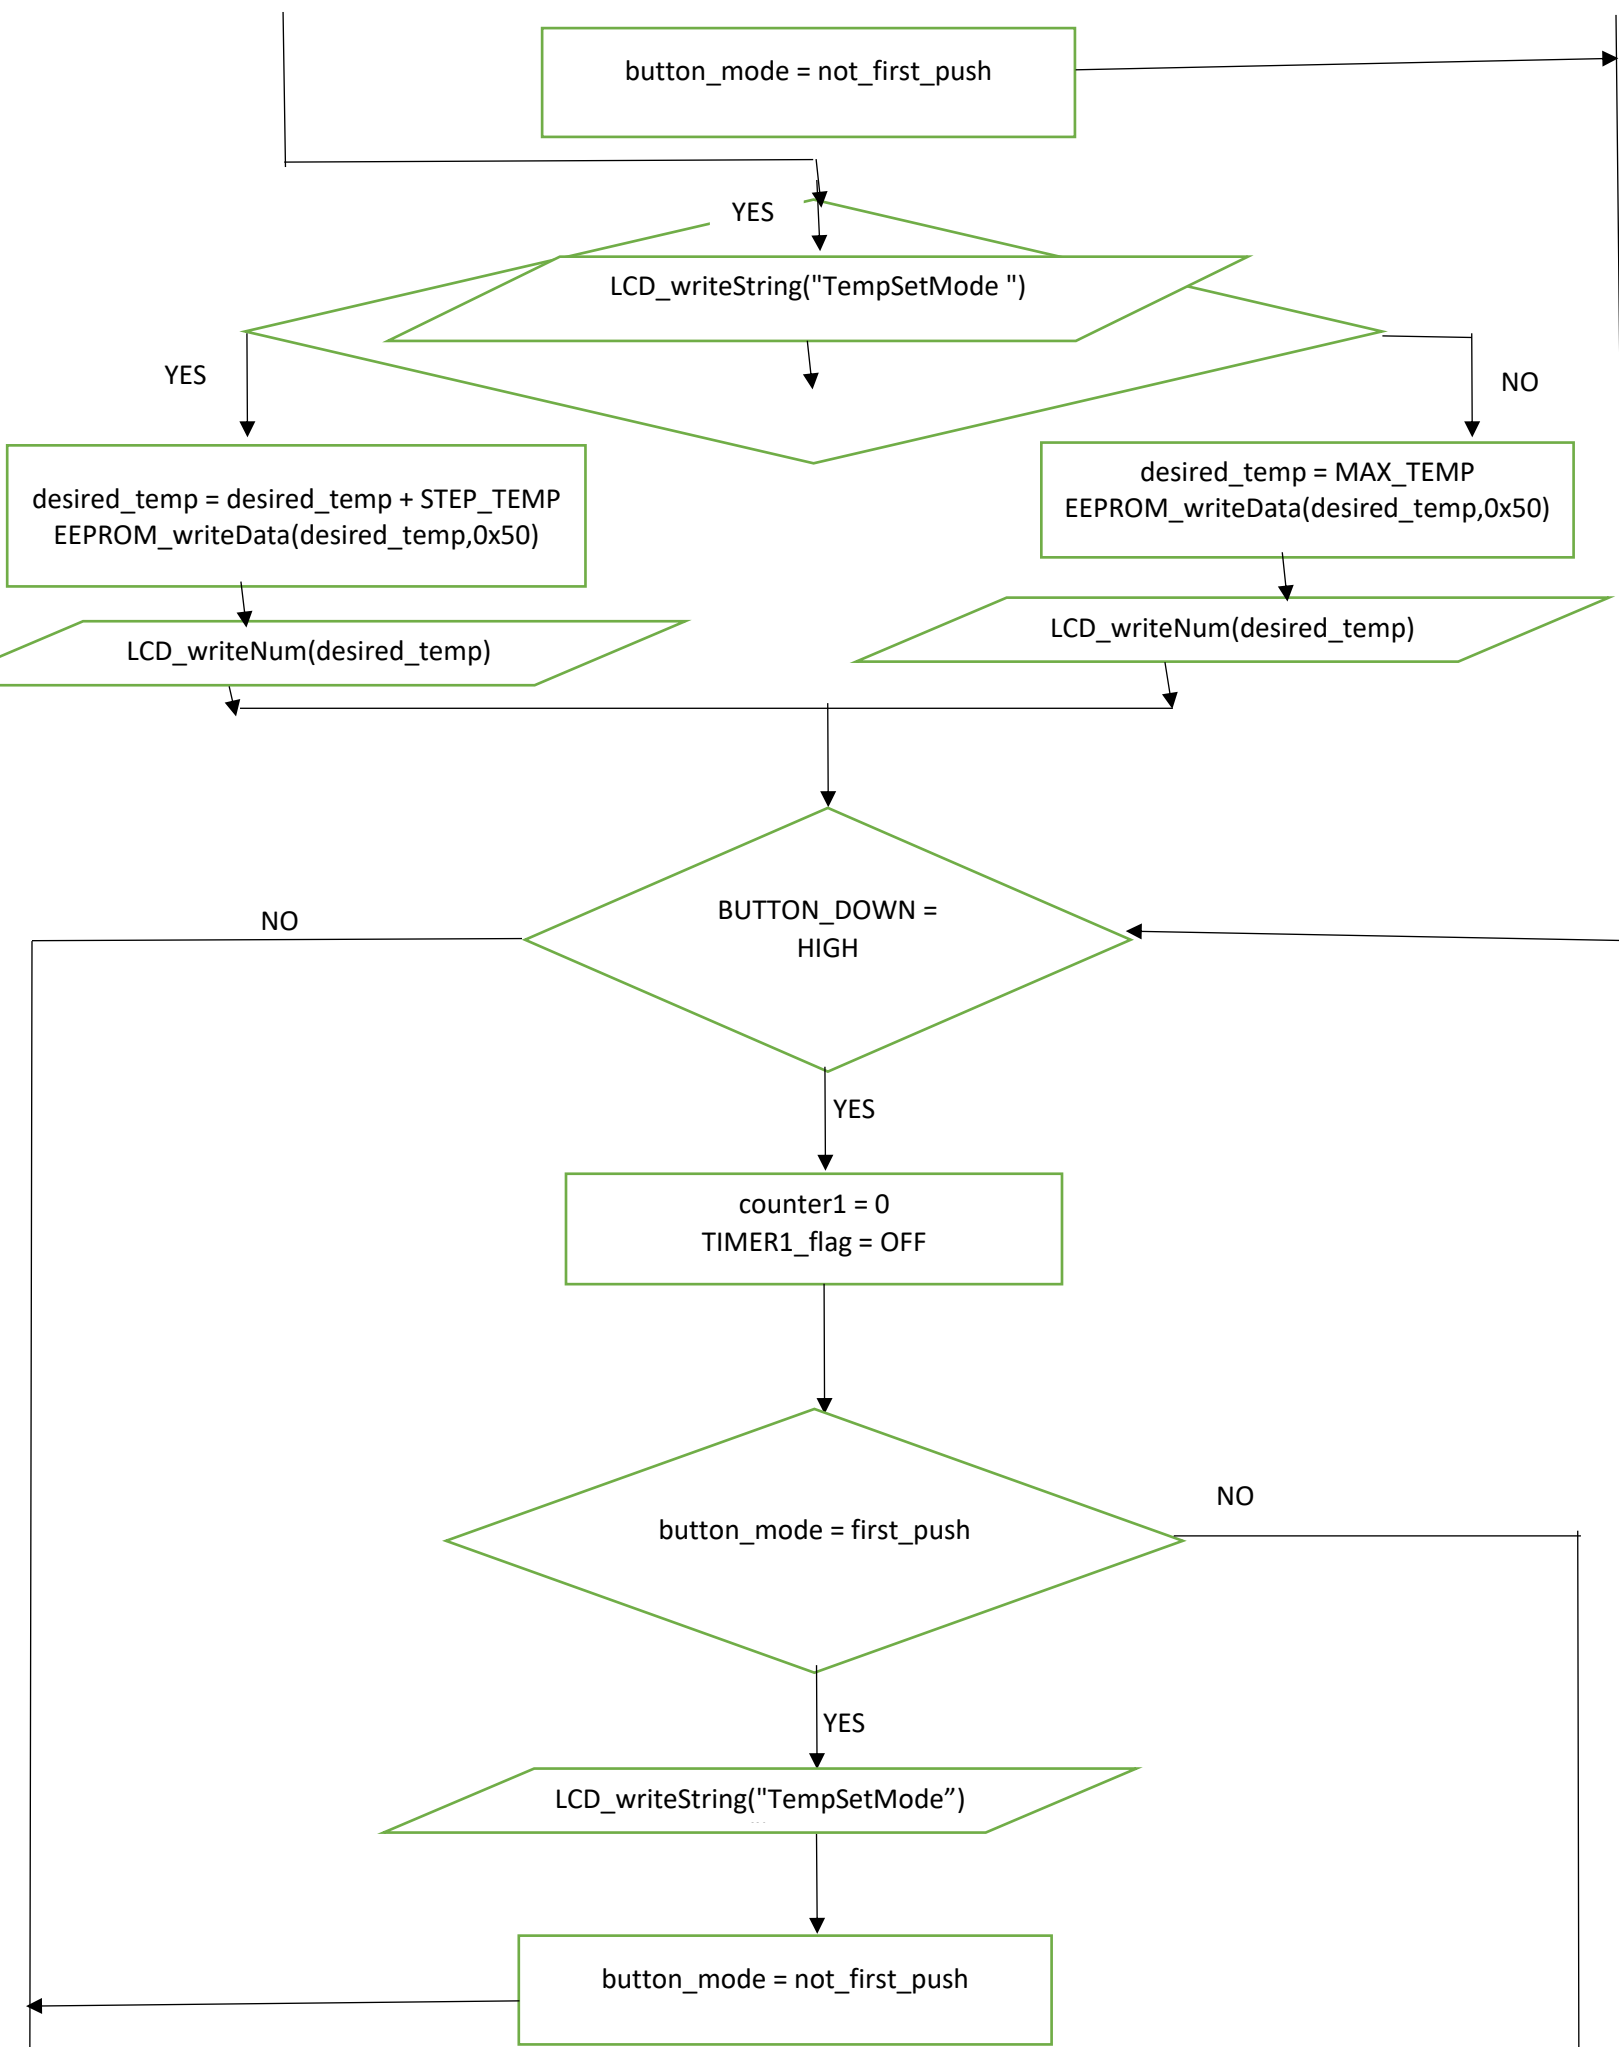 button_mode = not_first_push
YES
LCD_writeString("TempSetMode ")
YES
NO
desired_temp = desired_temp + STEP_TEMP
EEPROM_writeData(desired_temp,0x50)
desired_temp = MAX_TEMP
EEPROM_writeData(desired_temp,0x50)
LCD_writeNum(desired_temp)
LCD_writeNum(desired_temp)
NO
BUTTON_DOWN =
HIGH
YES
counter1 = 0
TIMER1_flag = OFF
NO
button_mode = first_push
YES
LCD_writeString("TempSetMode”)
button_mode = not_first_push